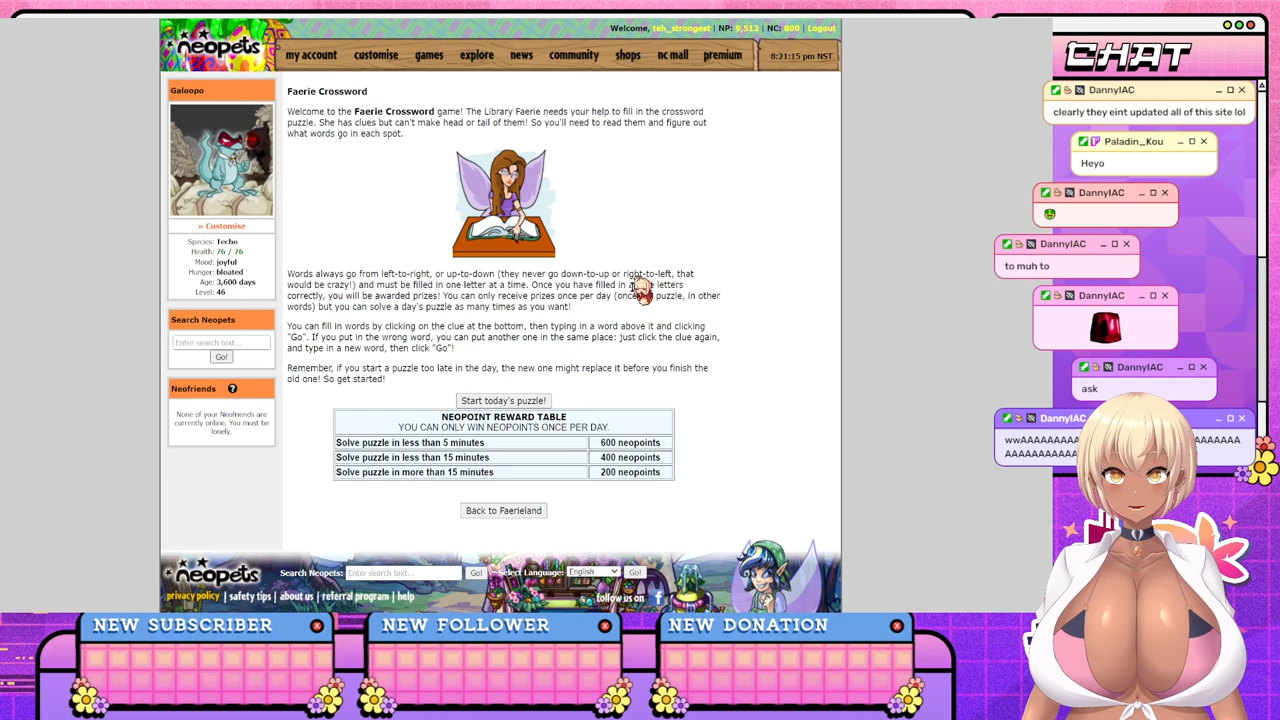 Welcome, teh_strongest | NP: 9,512 | NC: 800 | Logout
neopets
my account customise games explore news community shops nc mall premium 8:21:15 pm NST
Galoopo
» Customise
Species: Techo
Health: 76 / 76
Mood: joyful
Hunger: bloated
Age: 3,600 days
Level: 46
Search Neopets
Enter search text...
Go!
Neofriends ?
None of your Neofriends are
currently online. You must be
lonely.
Faerie Crossword
Welcome to the Faerie Crossword game! The Library Faerie needs your help to fill in the crossword
puzzle. She has clues but can't make head or tail of them! So you'll need to read them and figure out
what words go in each spot.
Words always go from left-to-right, or up-to-down (they never go down-to-up or right-to-left, that
would be crazy!) and must be filled in one letter at a time. Once you have filled in letters
correctly, you will be awarded prizes! You can only receive prizes once per day (once puzzle, in other
words) but you can solve a day's puzzle as many times as you want!
You can fill in words by clicking on the clue at the bottom, then typing in a word above it and clicking
"Go". If you put in the wrong word, you can put another one in the same place: just click the clue again,
and type in a new word, then click "Go"!
Remember, if you start a puzzle too late in the day, the new one might replace it before you finish the
old one! So get started!
Start today's puzzle!
NEOPOINT REWARD TABLE
YOU CAN ONLY WIN NEOPOINTS ONCE PER DAY.
Solve puzzle in less than 5 minutes 600 neopoints
Solve puzzle in less than 15 minutes 400 neopoints
Solve puzzle in more than 15 minutes 200 neopoints
Back to Faerieland
neopets
Search Neopets: Enter search text... Go! Select Language: English Go!
privacy policy | safety tips | about us | referral program | help follow us on f
NEW SUBSCRIBER
NEW FOLLOWER
NEW DONATION
CHAT
DannyIAC
clearly they eint updated all of this site lol
Paladin_Kou
Heyo
DannyIAC
DannyIAC
to muh to
DannyIAC
DannyIAC
ask
DannyIAC